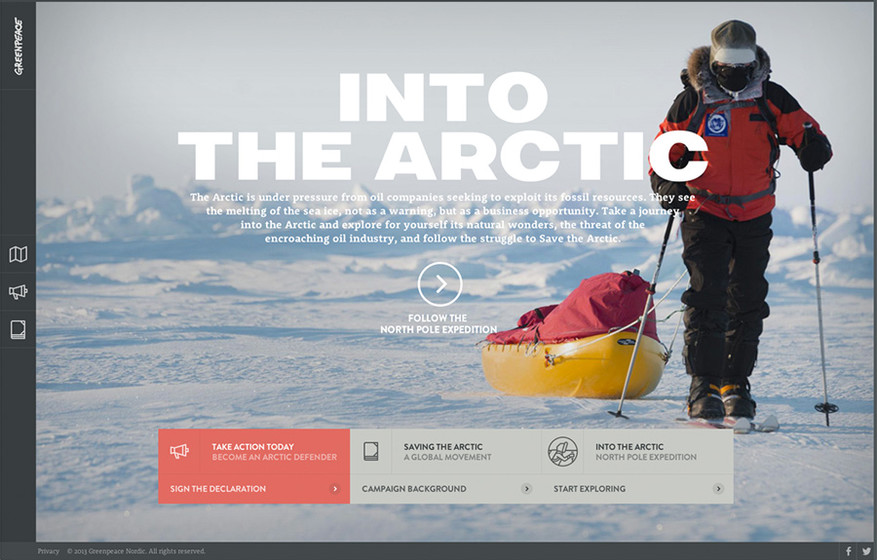 GREENPEACE
INTO
THE ARCTIC
The Arctic is under pressure from oil companies seeking to exploit its fossil resources. They see
the melting of the sea ice, not as a warning, but as a business opportunity. Take a journey
into the Arctic and explore for yourself its natural wonders, the threat of the
encroaching oil industry, and follow the struggle to Save the Arctic.
FOLLOW THE
NORTH POLE EXPEDITION
TAKE ACTION TODAY
BECOME AN ARCTIC DEFENDER
SIGN THE DECLARATION
SAVING THE ARCTIC
A GLOBAL MOVEMENT
CAMPAIGN BACKGROUND
INTO THE ARCTIC
NORTH POLE EXPEDITION
START EXPLORING
Privacy © 2013 Greenpeace Nordic. All rights reserved.